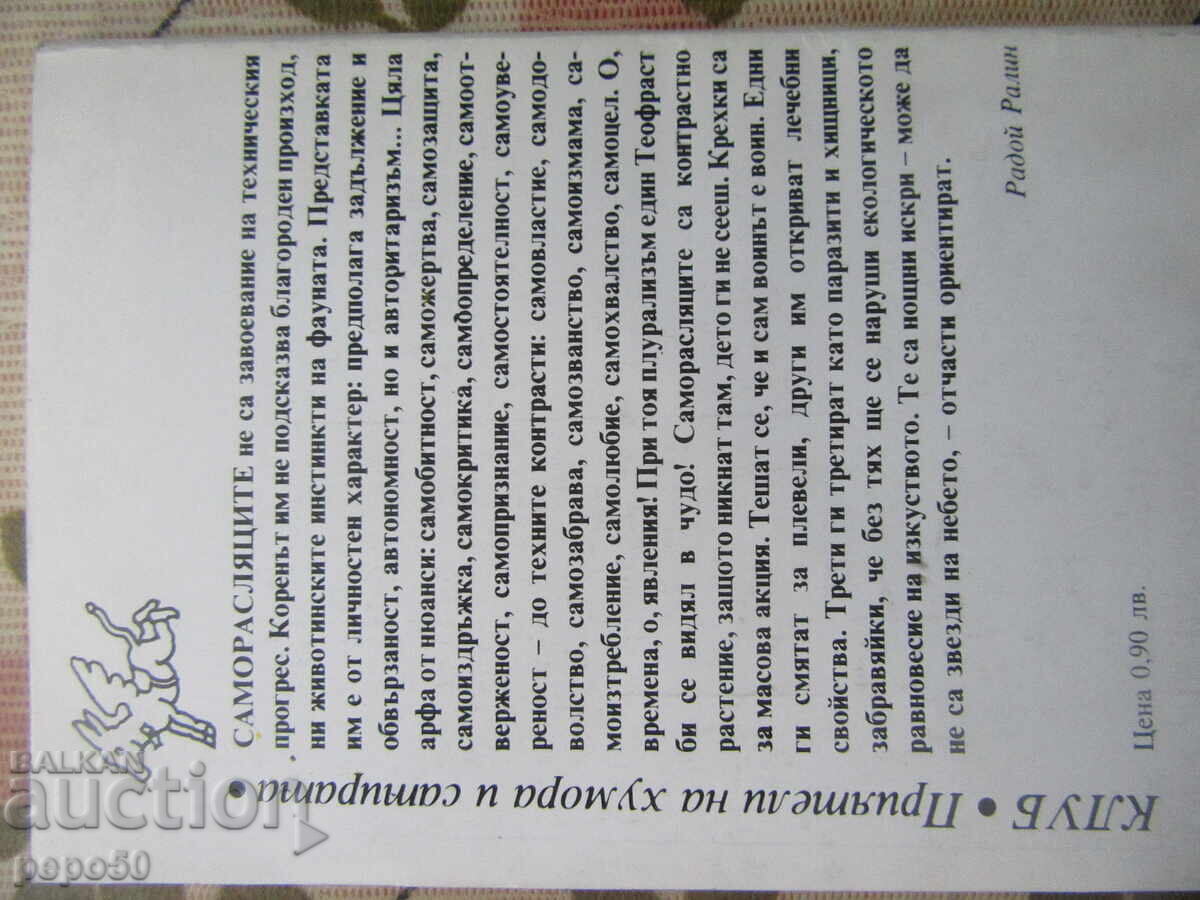 САМОРАСЛЯЦИТЕ не са завоевание на техническия
прогрес. Коренът им не подсказва благороден произход,
ни животинските инстинкти на фауната. Представката
им е от личностен характер: предполага задължение и
обвързаност, автономност, но и авторитаризъм... Цяла
арфа от нюанси: самобитност, саможертва, самозащита,
самоиздръжка, самокритика, самоопределение, самоот-
верженост, самопризнание, самостоятелност, самоуве-
реност – до техните контрасти: самовластие, самодо-
волство, самозабрава, самозванство, самоизмама, са-
моизтребление, самолюбие, самохвалство, самоцел. О,
времена, о, явления! При тоя плурализъм един Теофраст
би се видял в чудо! Саморасляците са контрастно
растение, защото никнат там, дето ги не сееш. Крехки са
за масова акция. Тешат се, че и сам воинът е воин. Едни
ги смятат за плевели, други им откриват лечебни
свойства. Трети ги третират като паразити и хищници,
забравяйки, че без тях ще се наруши екологическото
равновесие на изкуството. Те са нощни искри – може да
не са звезди на небето, – отчасти ориентират.
Радой Ралин
КЛУБ • Приятели на хумора и сатирата •
Цена 0,90 лв.
BALKAN
auction
pepo50